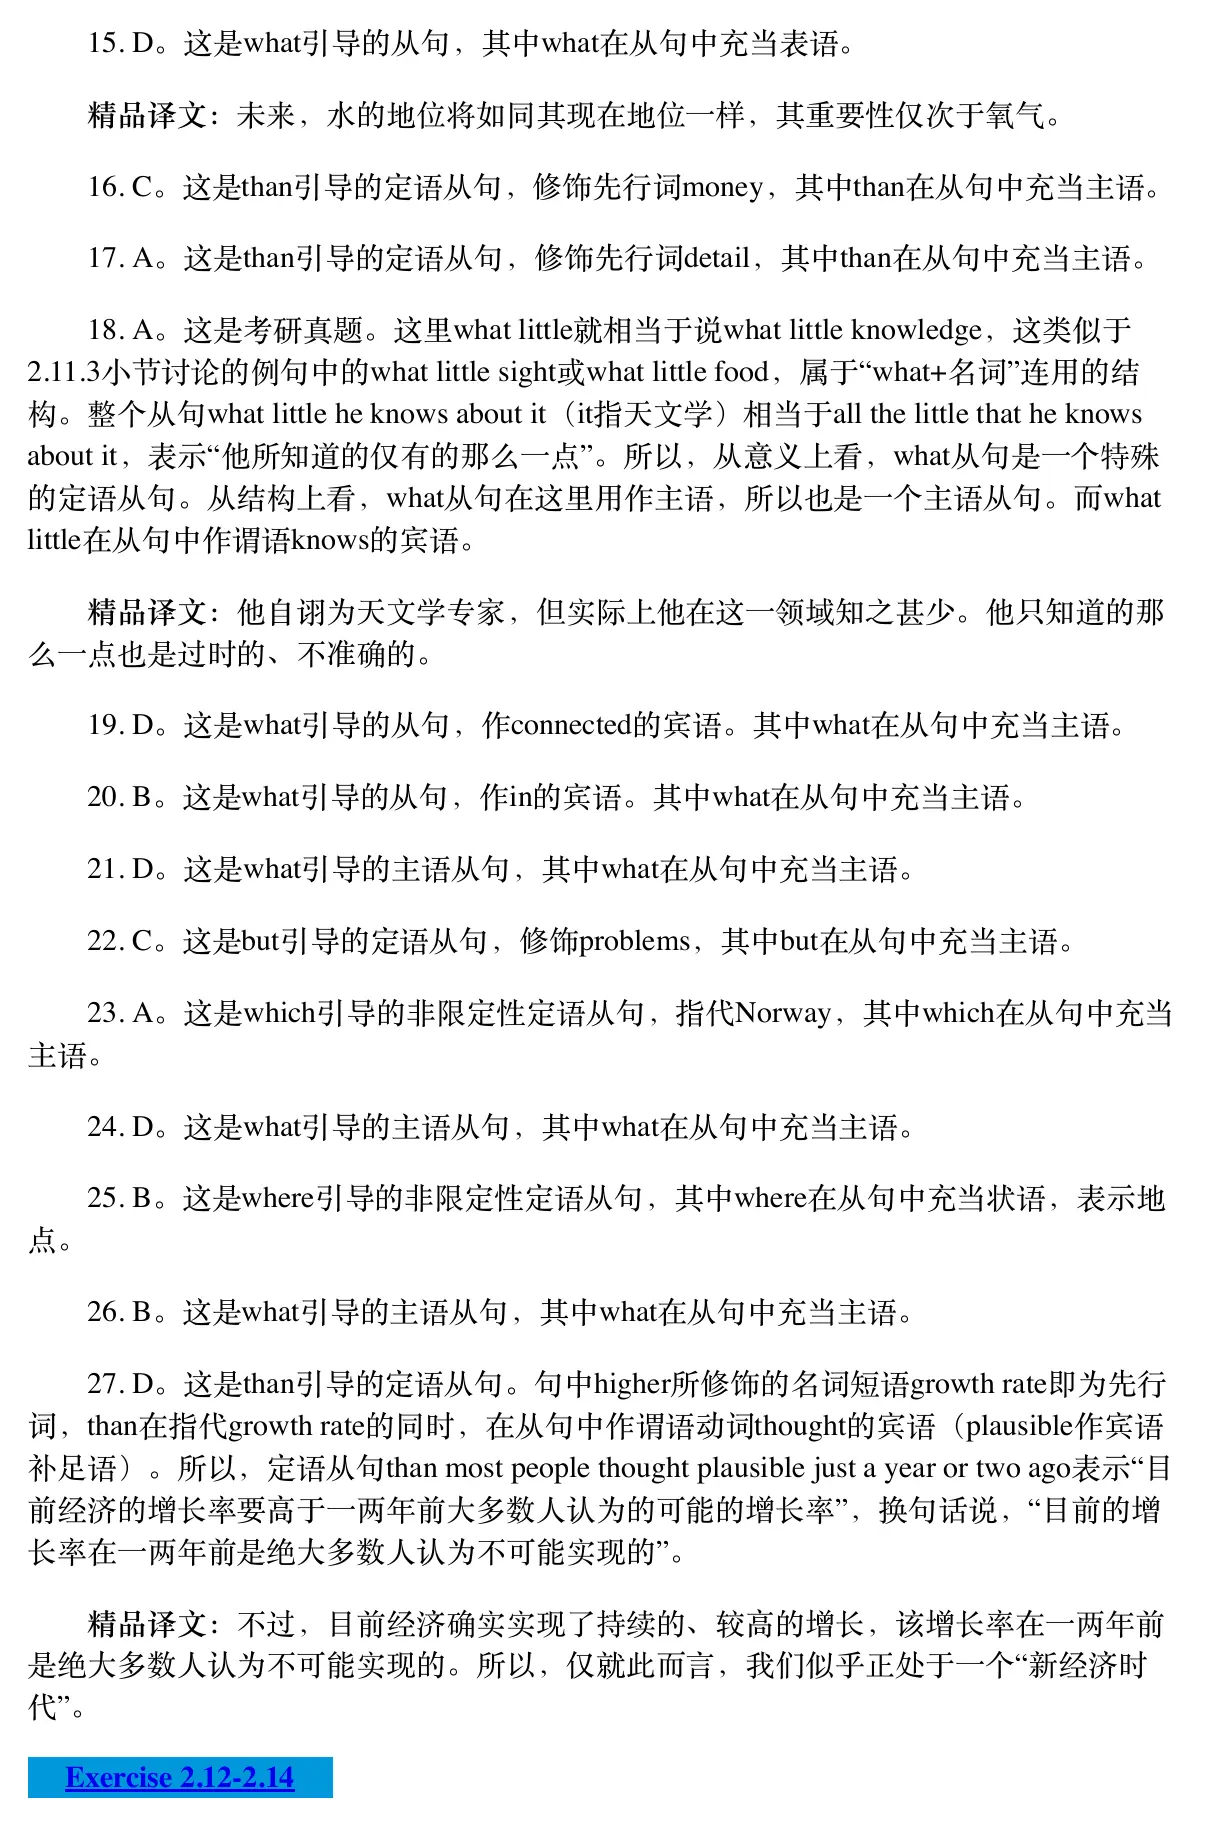 15. D。这是what引导的从句，其中what在从句中充当表语。
精品译文：未来，水的地位将如同其现在地位一样，其重要性仅次于氧气。
16. C。这是than引导的定语从句，修饰先行词money，其中than在从句中充当主语。
17. A。这是than引导的定语从句，修饰先行词detail，其中than在从句中充当主语。
18. A。这是考研真题。这里what little就相当于说what little knowledge，这类似于
2.11.3小节讨论的例句中的what little sight或what little food，属于“what+名词”连用的结
构。整个从句what little he knows about it（it指天文学）相当于all the little that he knows
about it，表示“他所知道的仅有的那么一点”。所以，从意义上看，what从句是一个特殊
的定语从句。从结构上看，what从句在这里用作主语，所以也是一个主语从句。而what
little在从句中作谓语knows的宾语。
精品译文：他自诩为天文学专家，但实际上他在这一领域知之甚少。他只知道的那
么一点也是过时的、不准确的。
19. D。这是what引导的从句，作connected的宾语。其中what在从句中充当主语。
20. B。这是what引导的从句，作in的宾语。其中what在从句中充当主语。
21. D。这是what引导的主语从句，其中what在从句中充当主语。
22. C。这是but引导的定语从句，修饰problems，其中but在从句中充当主语。
23. A。这是which引导的非限定性定语从句，指代Norway，其中which在从句中充当
主语。
24. D。这是what引导的主语从句，其中what在从句中充当主语。
25. B。这是where引导的非限定性定语从句，其中where在从句中充当状语，表示地
点。
26. B。这是what引导的主语从句，其中what在从句中充当主语。
27. D。这是than引导的定语从句。句中higher所修饰的名词短语growth rate即为先行
词，than在指代growth rate的同时，在从句中作谓语动词thought的宾语（plausible作宾语
补足语）。所以，定语从句than most people thought plausible just a year or two ago表示“目
前经济的增长率要高于一两年前大多数人认为的可能的增长率”，换句话说，“目前的增
长率在一两年前是绝大多数人认为不可能实现的”。
精品译文：不过，目前经济确实实现了持续的、较高的增长，该增长率在一两年前
是绝大多数人认为不可能实现的。所以，仅就此而言，我们似乎正处于一个“新经济时
代”。
Exercise 2.12-2.14